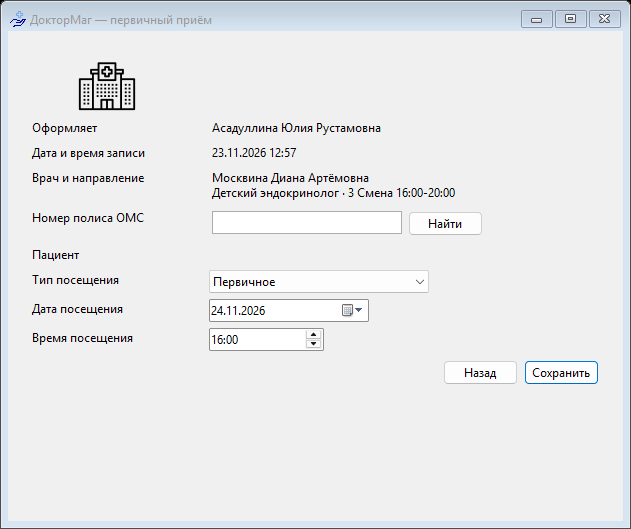 ДокторМаг — первичный приём
Оформляет Асадуллина Юлия Рустамовна
Дата и время записи 23.11.2026 12:57
Врач и направление Москвина Диана Артёмовна
Детский эндокринолог · 3 Смена 16:00-20:00
Номер полиса ОМС Найти
Пациент
Тип посещения Первичное
Дата посещения 24.11.2026
Время посещения 16:00
Назад Сохранить